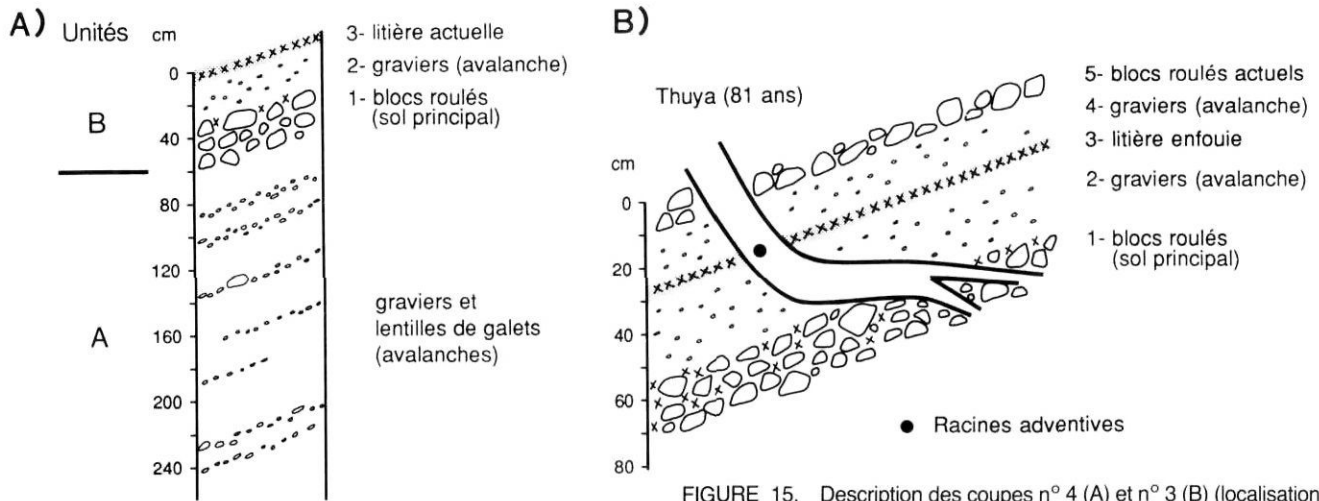 A)
Unités
cm
3- litière actuelle
2- graviers (avalanche)
1- blocs roulés
(sol principal)
0
40
80
120
160
200
240
B
A
graviers et
lentilles de galets
(avalanches)
B)
Thuya (81 ans)
5- blocs roulés actuels
4- graviers (avalanche)
3- litière enfouie
2- graviers (avalanche)
1- blocs roulés
(sol principal)
cm
0
20
40
60
80
Racines adventives
FIGURE 15. Description des coupes n° 4 (A) et n° 3 (B) (localisation